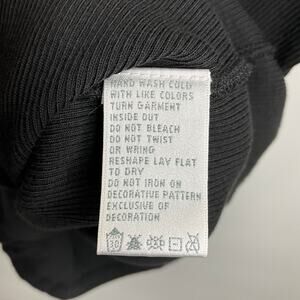 HAND WASH COLD
WITH LIKE COLORS
TURN GARMENT
INSIDE OUT
DO NOT BLEACH
DO NOT TWIST
OR WRING
RESHAPE LAY FLAT
TO DRY
DO NOT IRON ON
DECORATIVE PATTERN
EXCLUSIVE OF
DECORATION
30